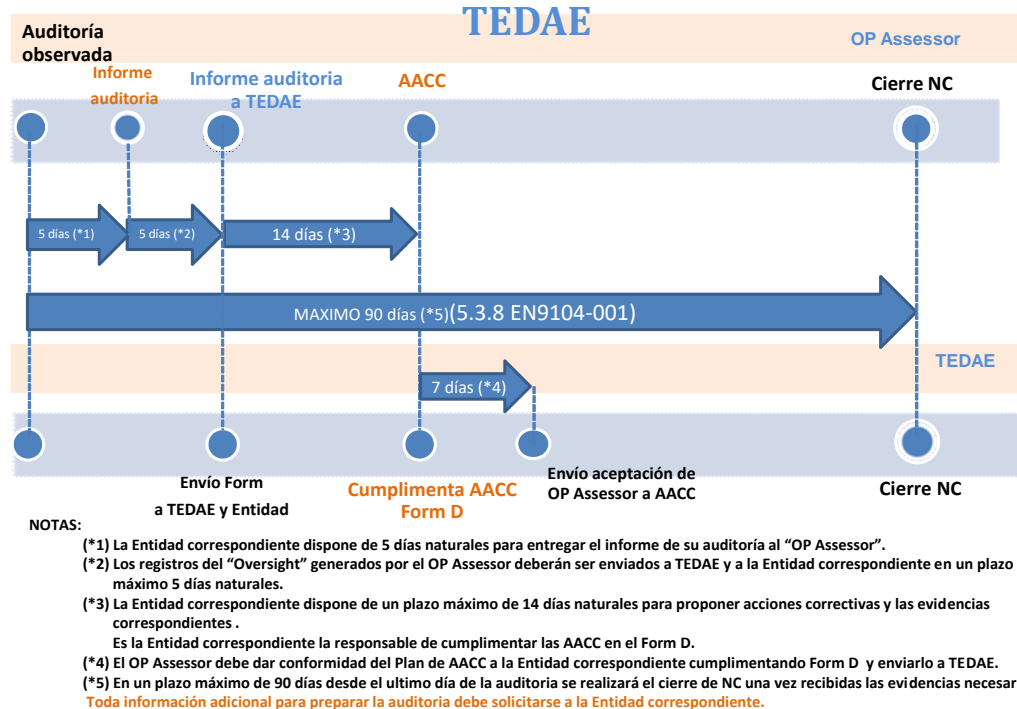 TEDAE
Auditoría
observada
OP Assessor
Informe
auditoria
Informe auditoria
a TEDAE
AACC
Cierre NC
5 días (*1)
5 días (*2)
14 días (*3)
MAXIMO 90 días (*5)(5.3.8 EN9104-001)
TEDAE
7 días (*4)
Envío Form
a TEDAE y Entidad
Cumplimenta AACC
Form D
Envío aceptación de
OP Assessor a AACC
Cierre NC
NOTAS:
(*1) La Entidad correspondiente dispone de 5 días naturales para entregar el informe de su auditoría al “OP Assessor”.
(*2) Los registros del “Oversight” generados por el OP Assessor deberán ser enviados a TEDAE y a la Entidad correspondiente en un plazo
máximo 5 días naturales.
(*3) La Entidad correspondiente dispone de un plazo máximo de 14 días naturales para proponer acciones correctivas y las evidencias
correspondientes .
Es la Entidad correspondiente la responsable de cumplimentar las AACC en el Form D.
(*4) El OP Assessor debe dar conformidad del Plan de AACC a la Entidad correspondiente cumplimentando Form D y enviarlo a TEDAE.
(*5) En un plazo máximo de 90 días desde el ultimo día de la auditoria se realizará el cierre de NC una vez recibidas las evidencias necesar
Toda información adicional para preparar la auditoria debe solicitarse a la Entidad correspondiente.